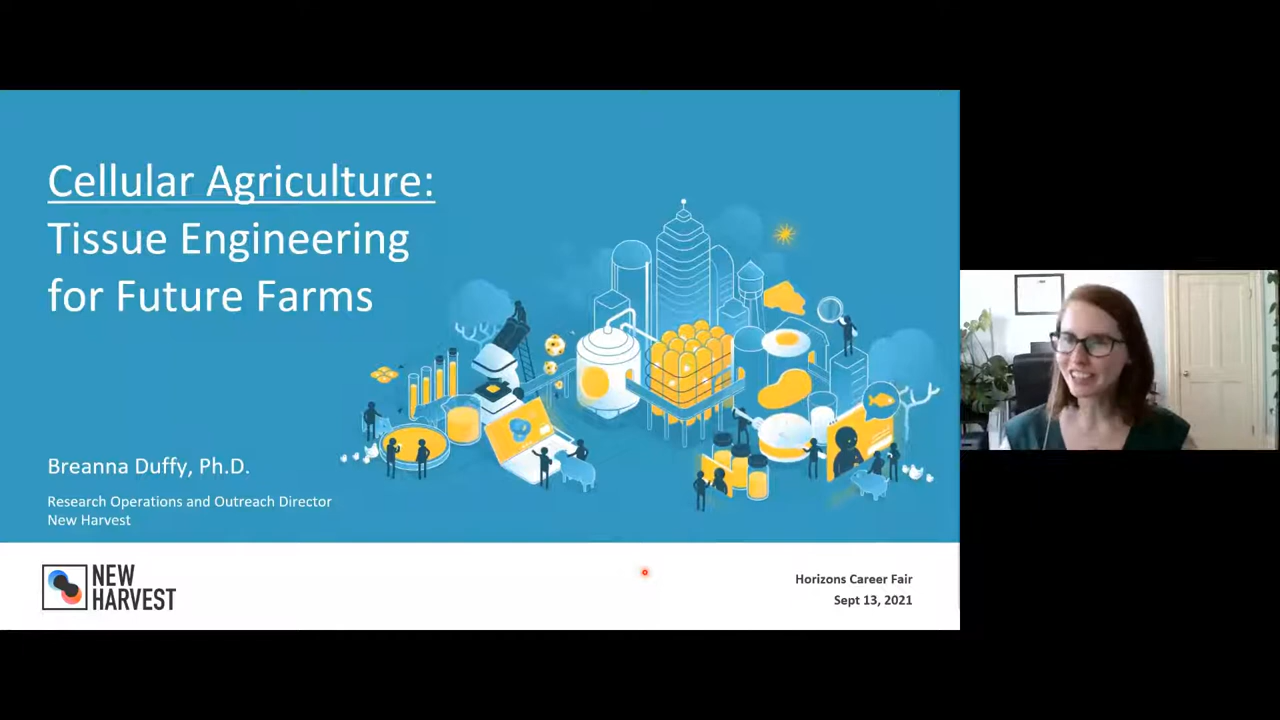 Cellular Agriculture:
Tissue Engineering
for Future Farms
Breanna Duffy, Ph.D.
Research Operations and Outreach Director
New Harvest
NEW
HARVEST
Horizons Career Fair
Sept 13, 2021